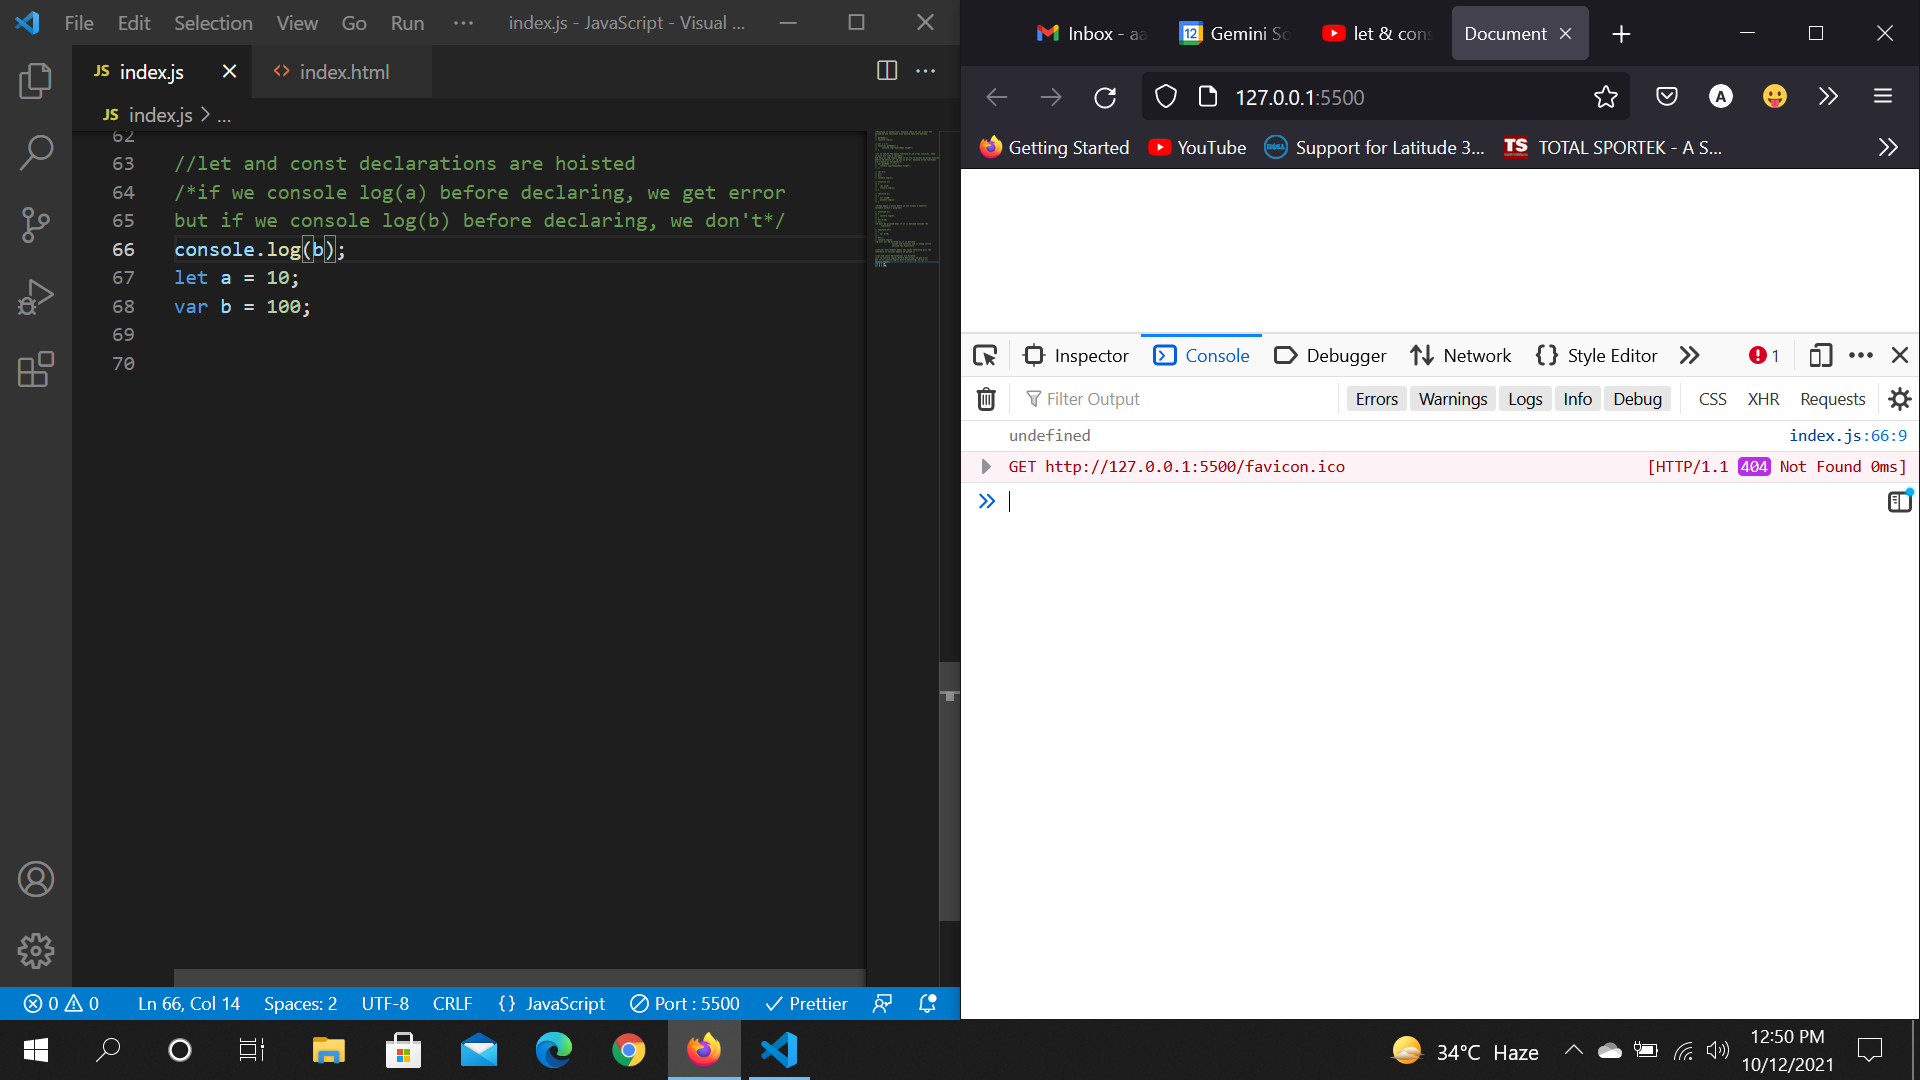 File Edit Selection View Go Run ··· index.js - JavaScript - Visual ...
JS index.js
<> index.html
JS index.js > ...
62
63 //let and const declarations are hoisted
64 /*if we console log(a) before declaring, we get error
65 but if we console log(b) before declaring, we don't*/
66 console.log(b);
67 let a = 10;
68 var b = 100;
69
70
0 0 Ln 66, Col 14 Spaces: 2 UTF-8 CRLF {} JavaScript Port : 5500 Prettier
Inbox - aa 12 Gemini So let & cons Document
127.0.0.1:5500 A
Getting Started YouTube DELL Support for Latitude 3... TS TOTAL SPORTEK - A S...
Inspector Console Debugger Network {} Style Editor 1
Filter Output Errors Warnings Logs Info Debug CSS XHR Requests
undefined index.js:66:9
GET http://127.0.0.1:5500/favicon.ico [HTTP/1.1 404 Not Found 0ms]
34°C Haze 12:50 PM
10/12/2021